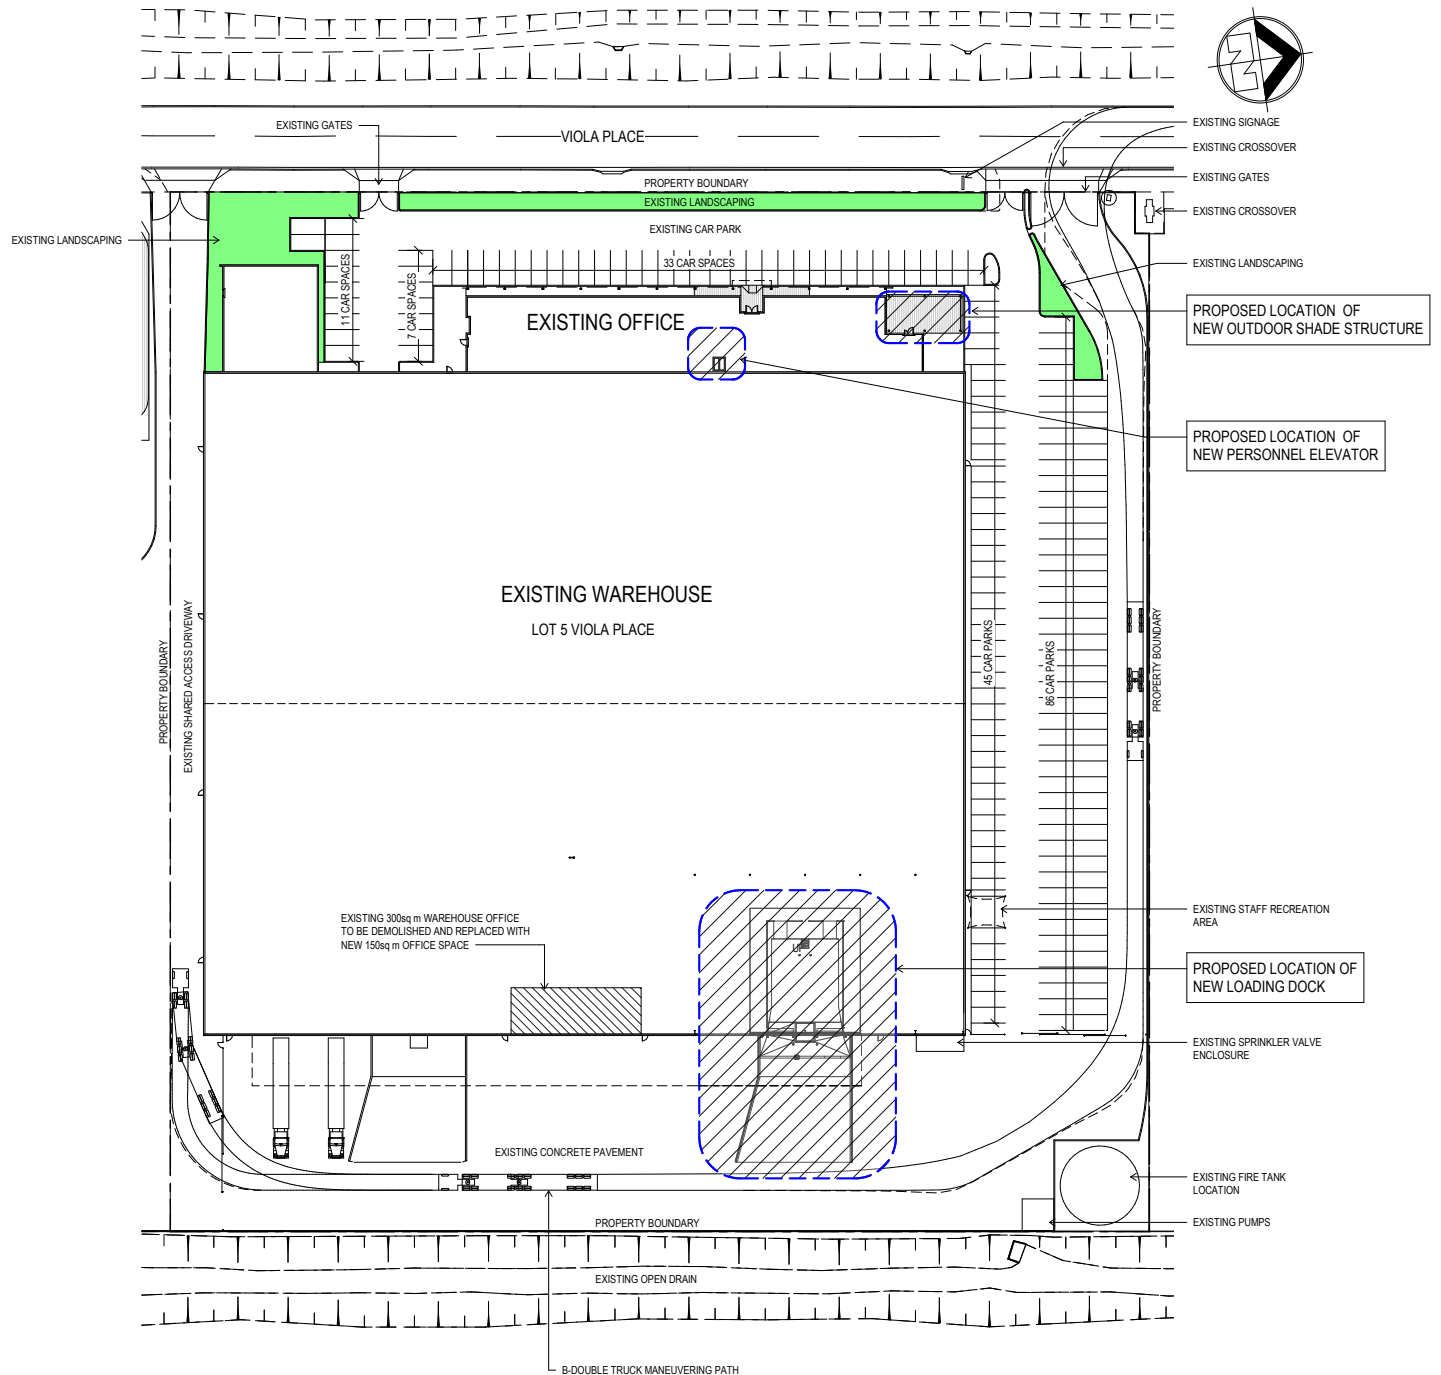 EXISTING GATES
VIOLA PLACE
EXISTING SIGNAGE
EXISTING CROSSOVER
EXISTING GATES
PROPERTY BOUNDARY
EXISTING LANDSCAPING
EXISTING CROSSOVER
EXISTING CAR PARK
EXISTING LANDSCAPING
EXISTING LANDSCAPING
33 CAR SPACES
11 CAR SPACES
7 CAR SPACES
EXISTING OFFICE
PROPOSED LOCATION OF
NEW OUTDOOR SHADE STRUCTURE
PROPOSED LOCATION OF
NEW PERSONNEL ELEVATOR
EXISTING WAREHOUSE
LOT 5 VIOLA PLACE
PROPERTY BOUNDARY
EXISTING SHARED ACCESS DRIVEWAY
45 CAR PARKS
86 CAR PARKS
PROPERTY BOUNDARY
EXISTING 300sq m WAREHOUSE OFFICE
TO BE DEMOLISHED AND REPLACED WITH
NEW 150sq m OFFICE SPACE
UP
EXISTING STAFF RECREATION
AREA
PROPOSED LOCATION OF
NEW LOADING DOCK
EXISTING SPRINKLER VALVE
ENCLOSURE
EXISTING CONCRETE PAVEMENT
EXISTING FIRE TANK
LOCATION
PROPERTY BOUNDARY
EXISTING PUMPS
EXISTING OPEN DRAIN
B-DOUBLE TRUCK MANEUVERING PATH